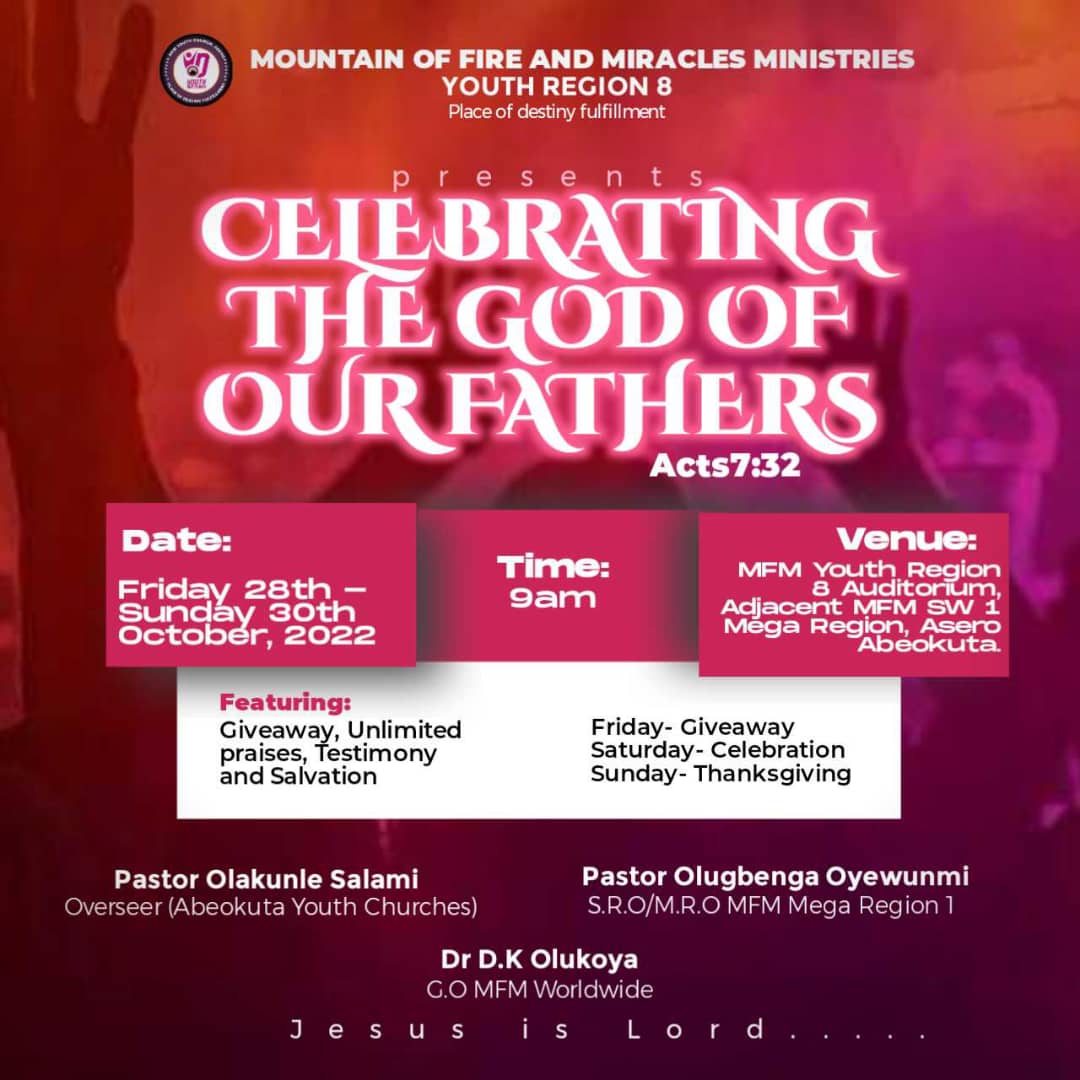 MOUNTAIN OF FIRE AND MIRACLES MINISTRIES
YOUTH REGION 8
Place of destiny fulfillment
presents
CELEBRATING
THE GOD OF
OUR FATHERS
Acts7:32
Date:
Friday 28th –
Sunday 30th
October, 2022
Time:
9am
Venue:
MFM Youth Region
8 Auditorium,
Adjacent MFM SW 1
Mega Region, Asero
Abeokuta.
Featuring:
Giveaway, Unlimited
praises, Testimony
and Salvation
Friday- Giveaway
Saturday- Celebration
Sunday- Thanksgiving
Pastor Olakunle Salami
Overseer (Abeokuta Youth Churches)
Pastor Olugbenga Oyewunmi
S.R.O/M.R.O MFM Mega Region 1
Dr D.K Olukoya
G.O MFM Worldwide
Jesus is Lord.....